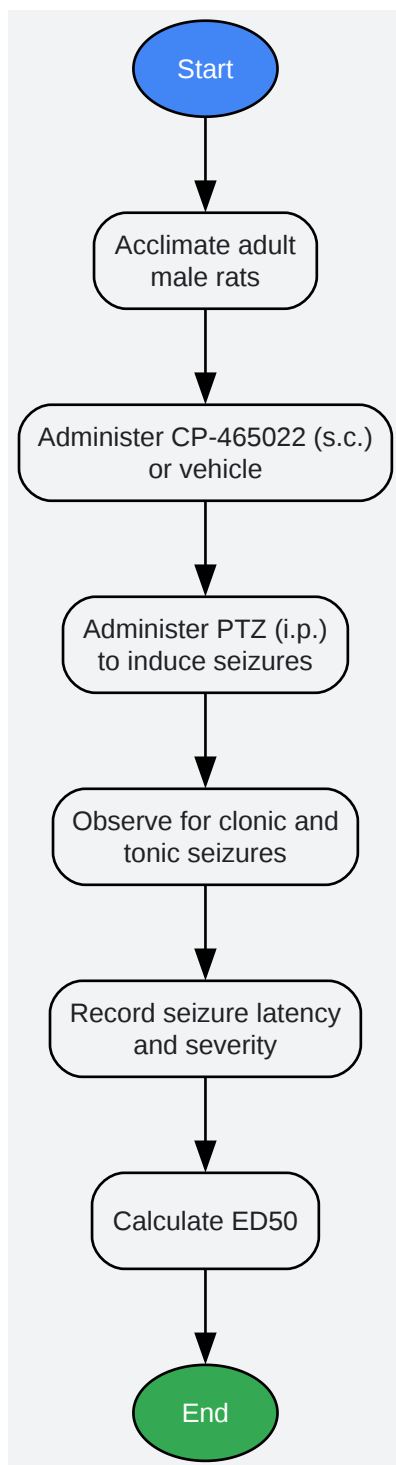 Start
Acclimate adult
male rats
Administer CP-465022 (s.c.)
or vehicle
Administer PTZ (i.p.)
to induce seizures
Observe for clonic and
tonic seizures
Record seizure latency
and severity
Calculate ED50
End